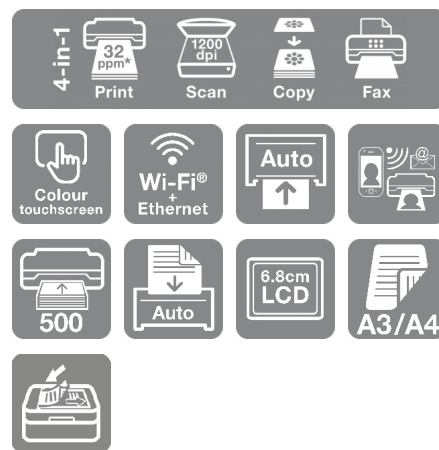 4-in-1
32
ppm*
Print
1200
dpi
Scan
Copy
Fax
Colour
touchscreen
Wi-Fi®
+
Ethernet
Auto
@
500
Auto
6.8cm
LCD
A3/A4